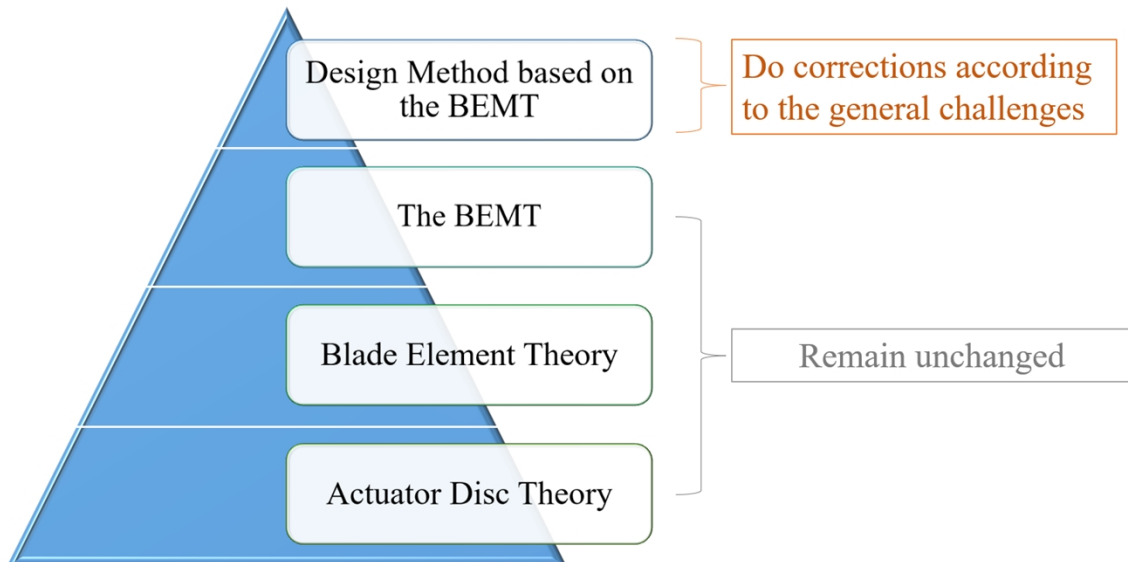 Design Method based on
the BEMT
Do corrections according
to the general challenges
The BEMT
Blade Element Theory
Remain unchanged
Actuator Disc Theory